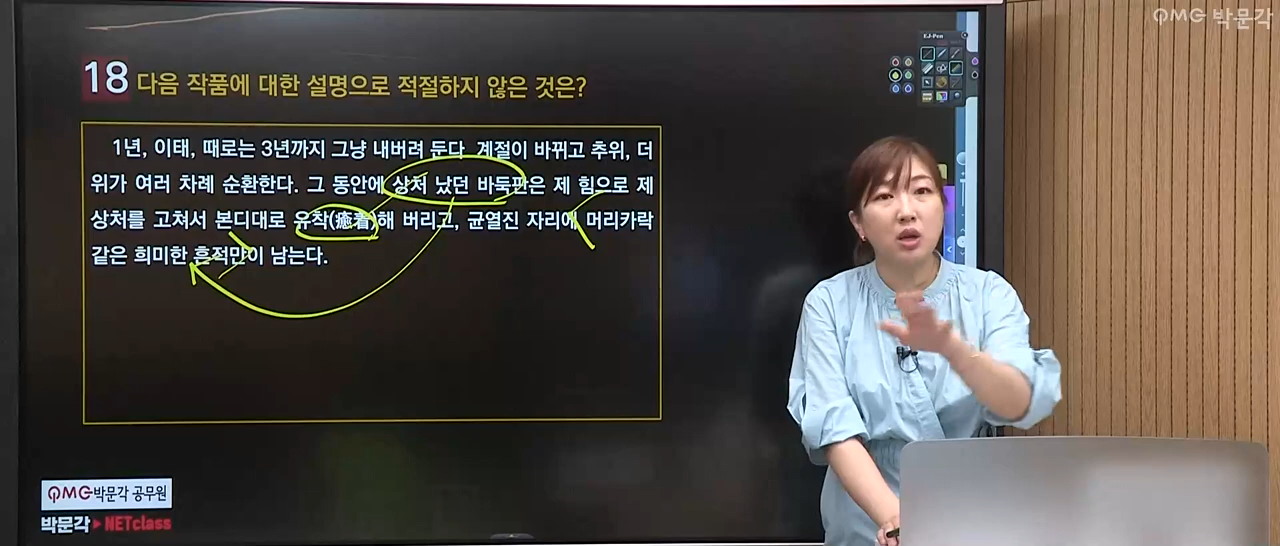 QMG 박문각
EJ-Pen
18 다음 작품에 대한 설명으로 적절하지 않은 것은?
1년, 이태, 때로는 3년까지 그냥 내버려 둔다. 계절이 바뀌고 추위, 더
위가 여러 차례 순환한다. 그 동안에 상처 났던 바둑판은 제 힘으로 제
상처를 고쳐서 본디대로 유착(癒着)해 버리고, 균열진 자리에 머리카락
같은 희미한 흔적만이 남는다.
QMG박문각 공무원
박문각 NETclass